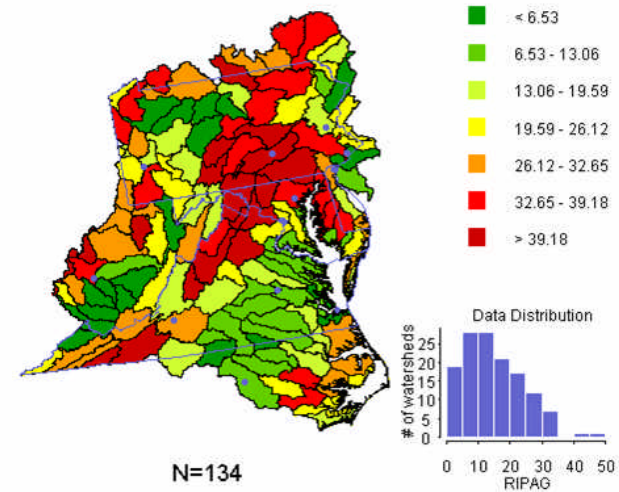 < 6.53
6.53 - 13.06
13.06 - 19.59
19.59 - 26.12
26.12 - 32.65
32.65 - 39.18
> 39.18
Data Distribution
# of watersheds
25
20
15
10
5
0
0 10 20 30 40 50
RIPAG
N=134